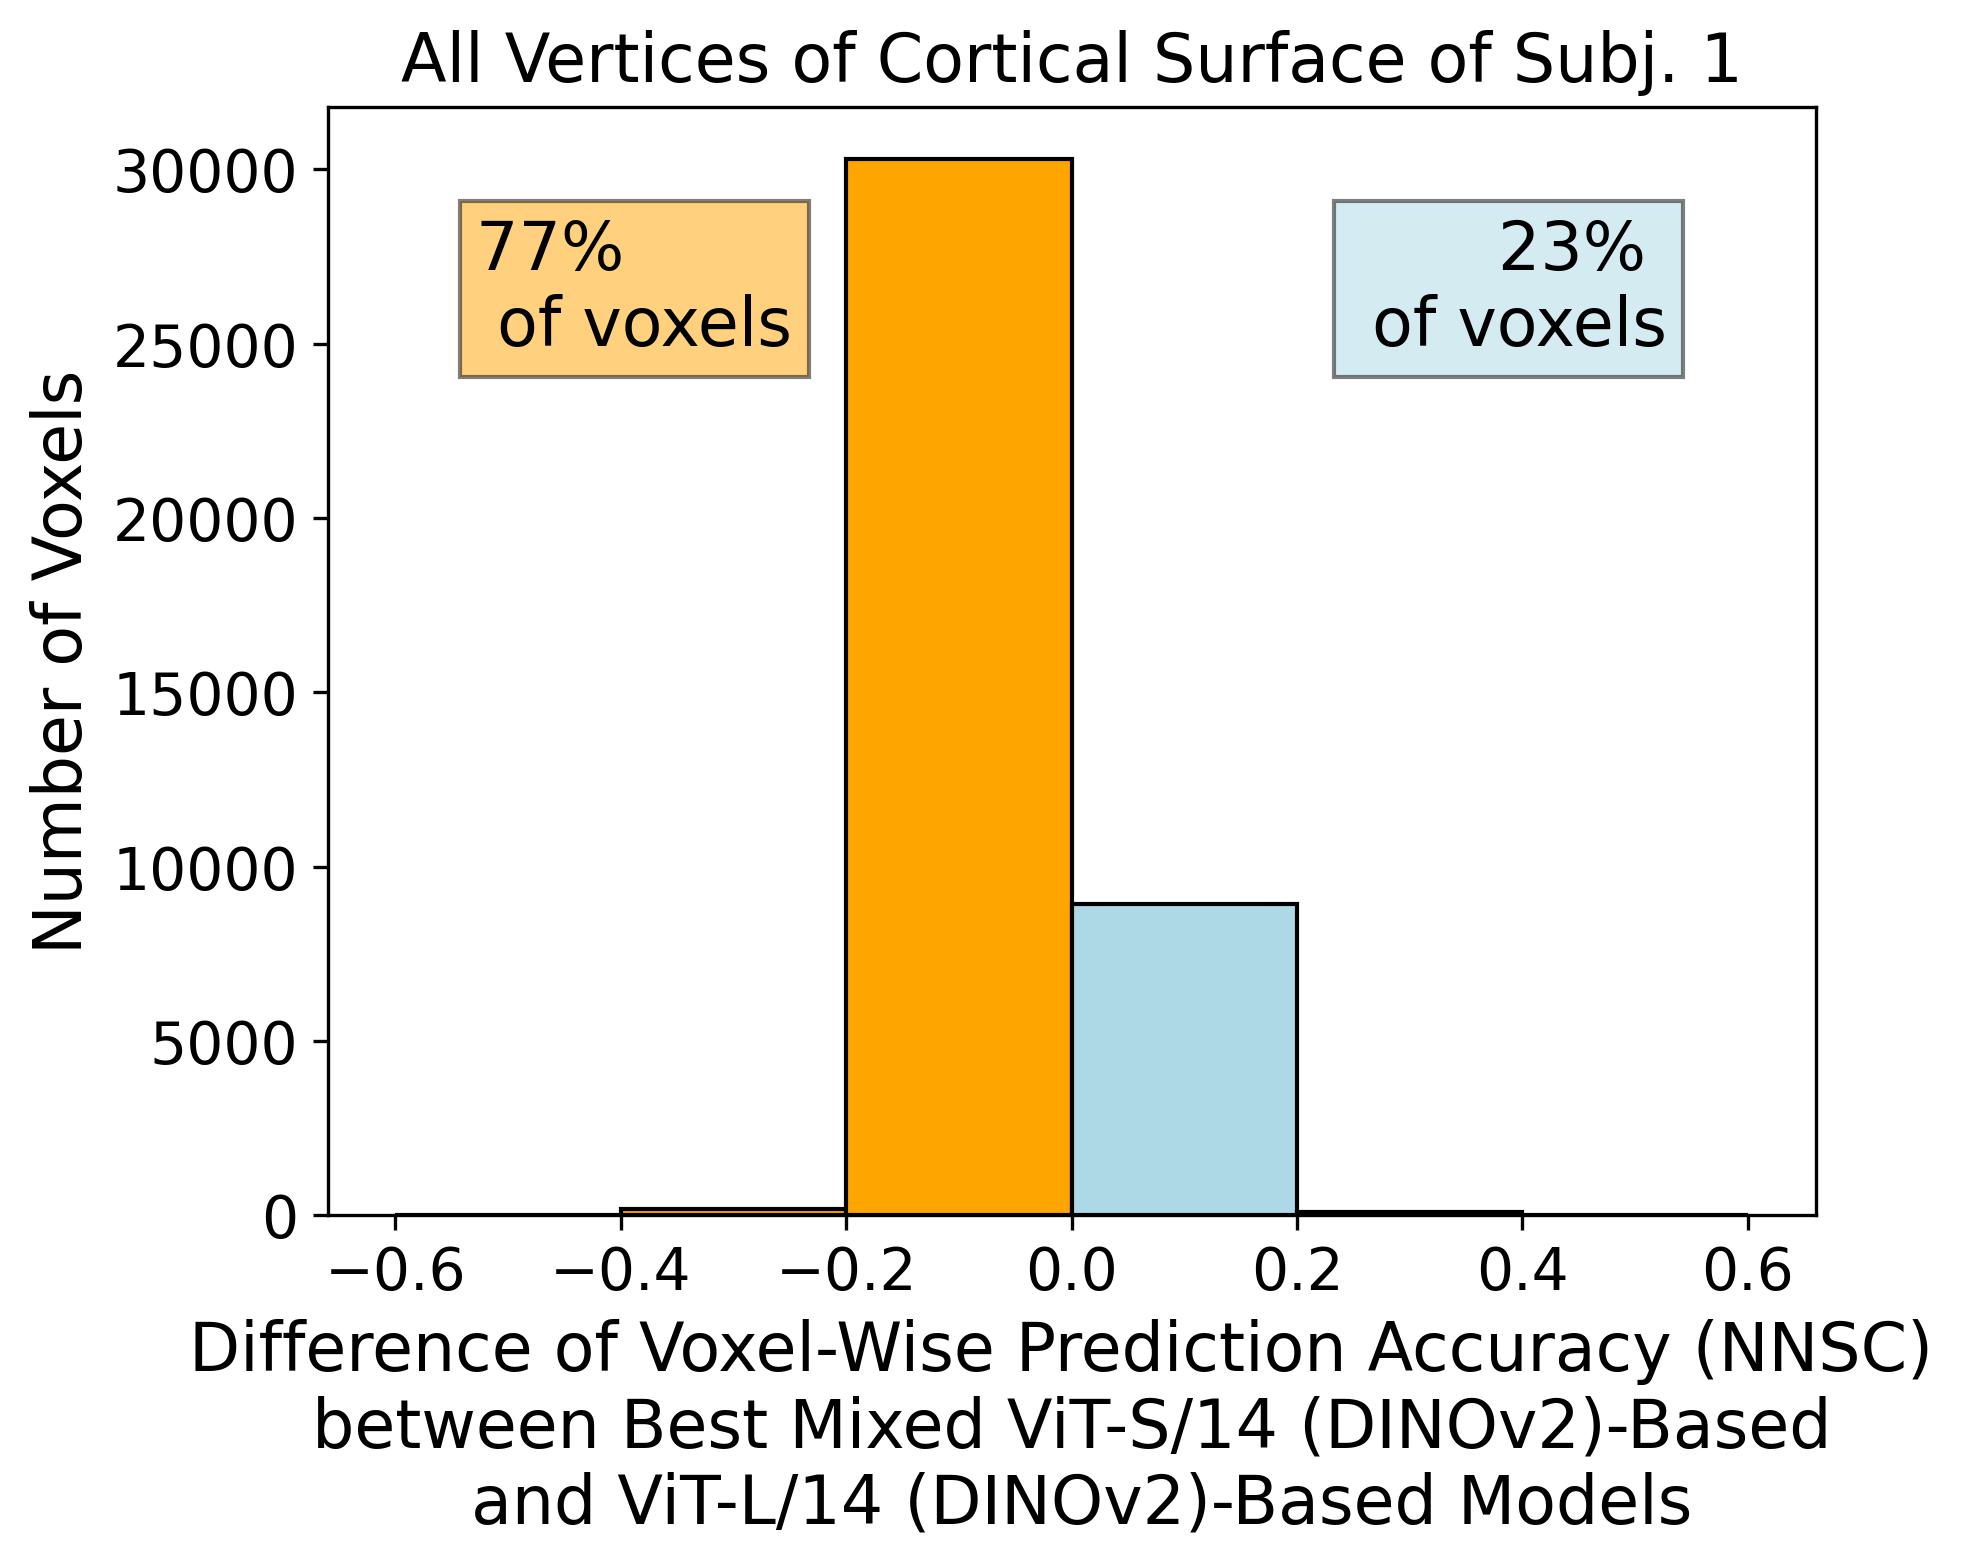 All Vertices of Cortical Surface of Subj. 1
Number of Voxels
30000
25000
20000
15000
10000
5000
0
77%
of voxels
23%
of voxels
−0.6
−0.4
−0.2
0.0
0.2
0.4
0.6
Difference of Voxel-Wise Prediction Accuracy (NNSC)
between Best Mixed ViT-S/14 (DINOv2)-Based
and ViT-L/14 (DINOv2)-Based Models